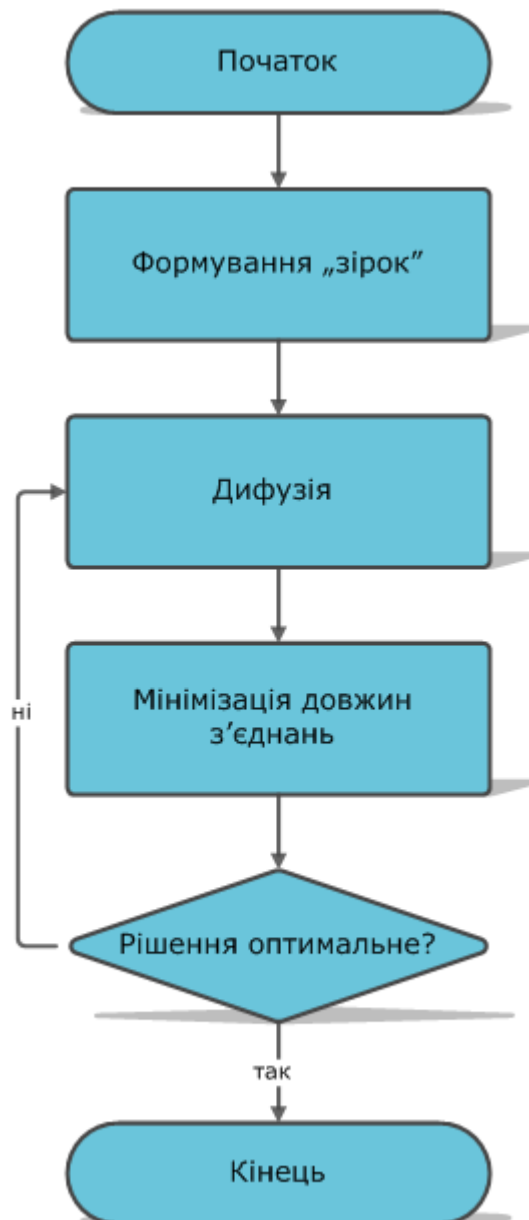 Початок
Формування „зірок”
Дифузія
Мінімізація довжин
з’єднань
ні
Рішення оптимальне?
так
Кінець